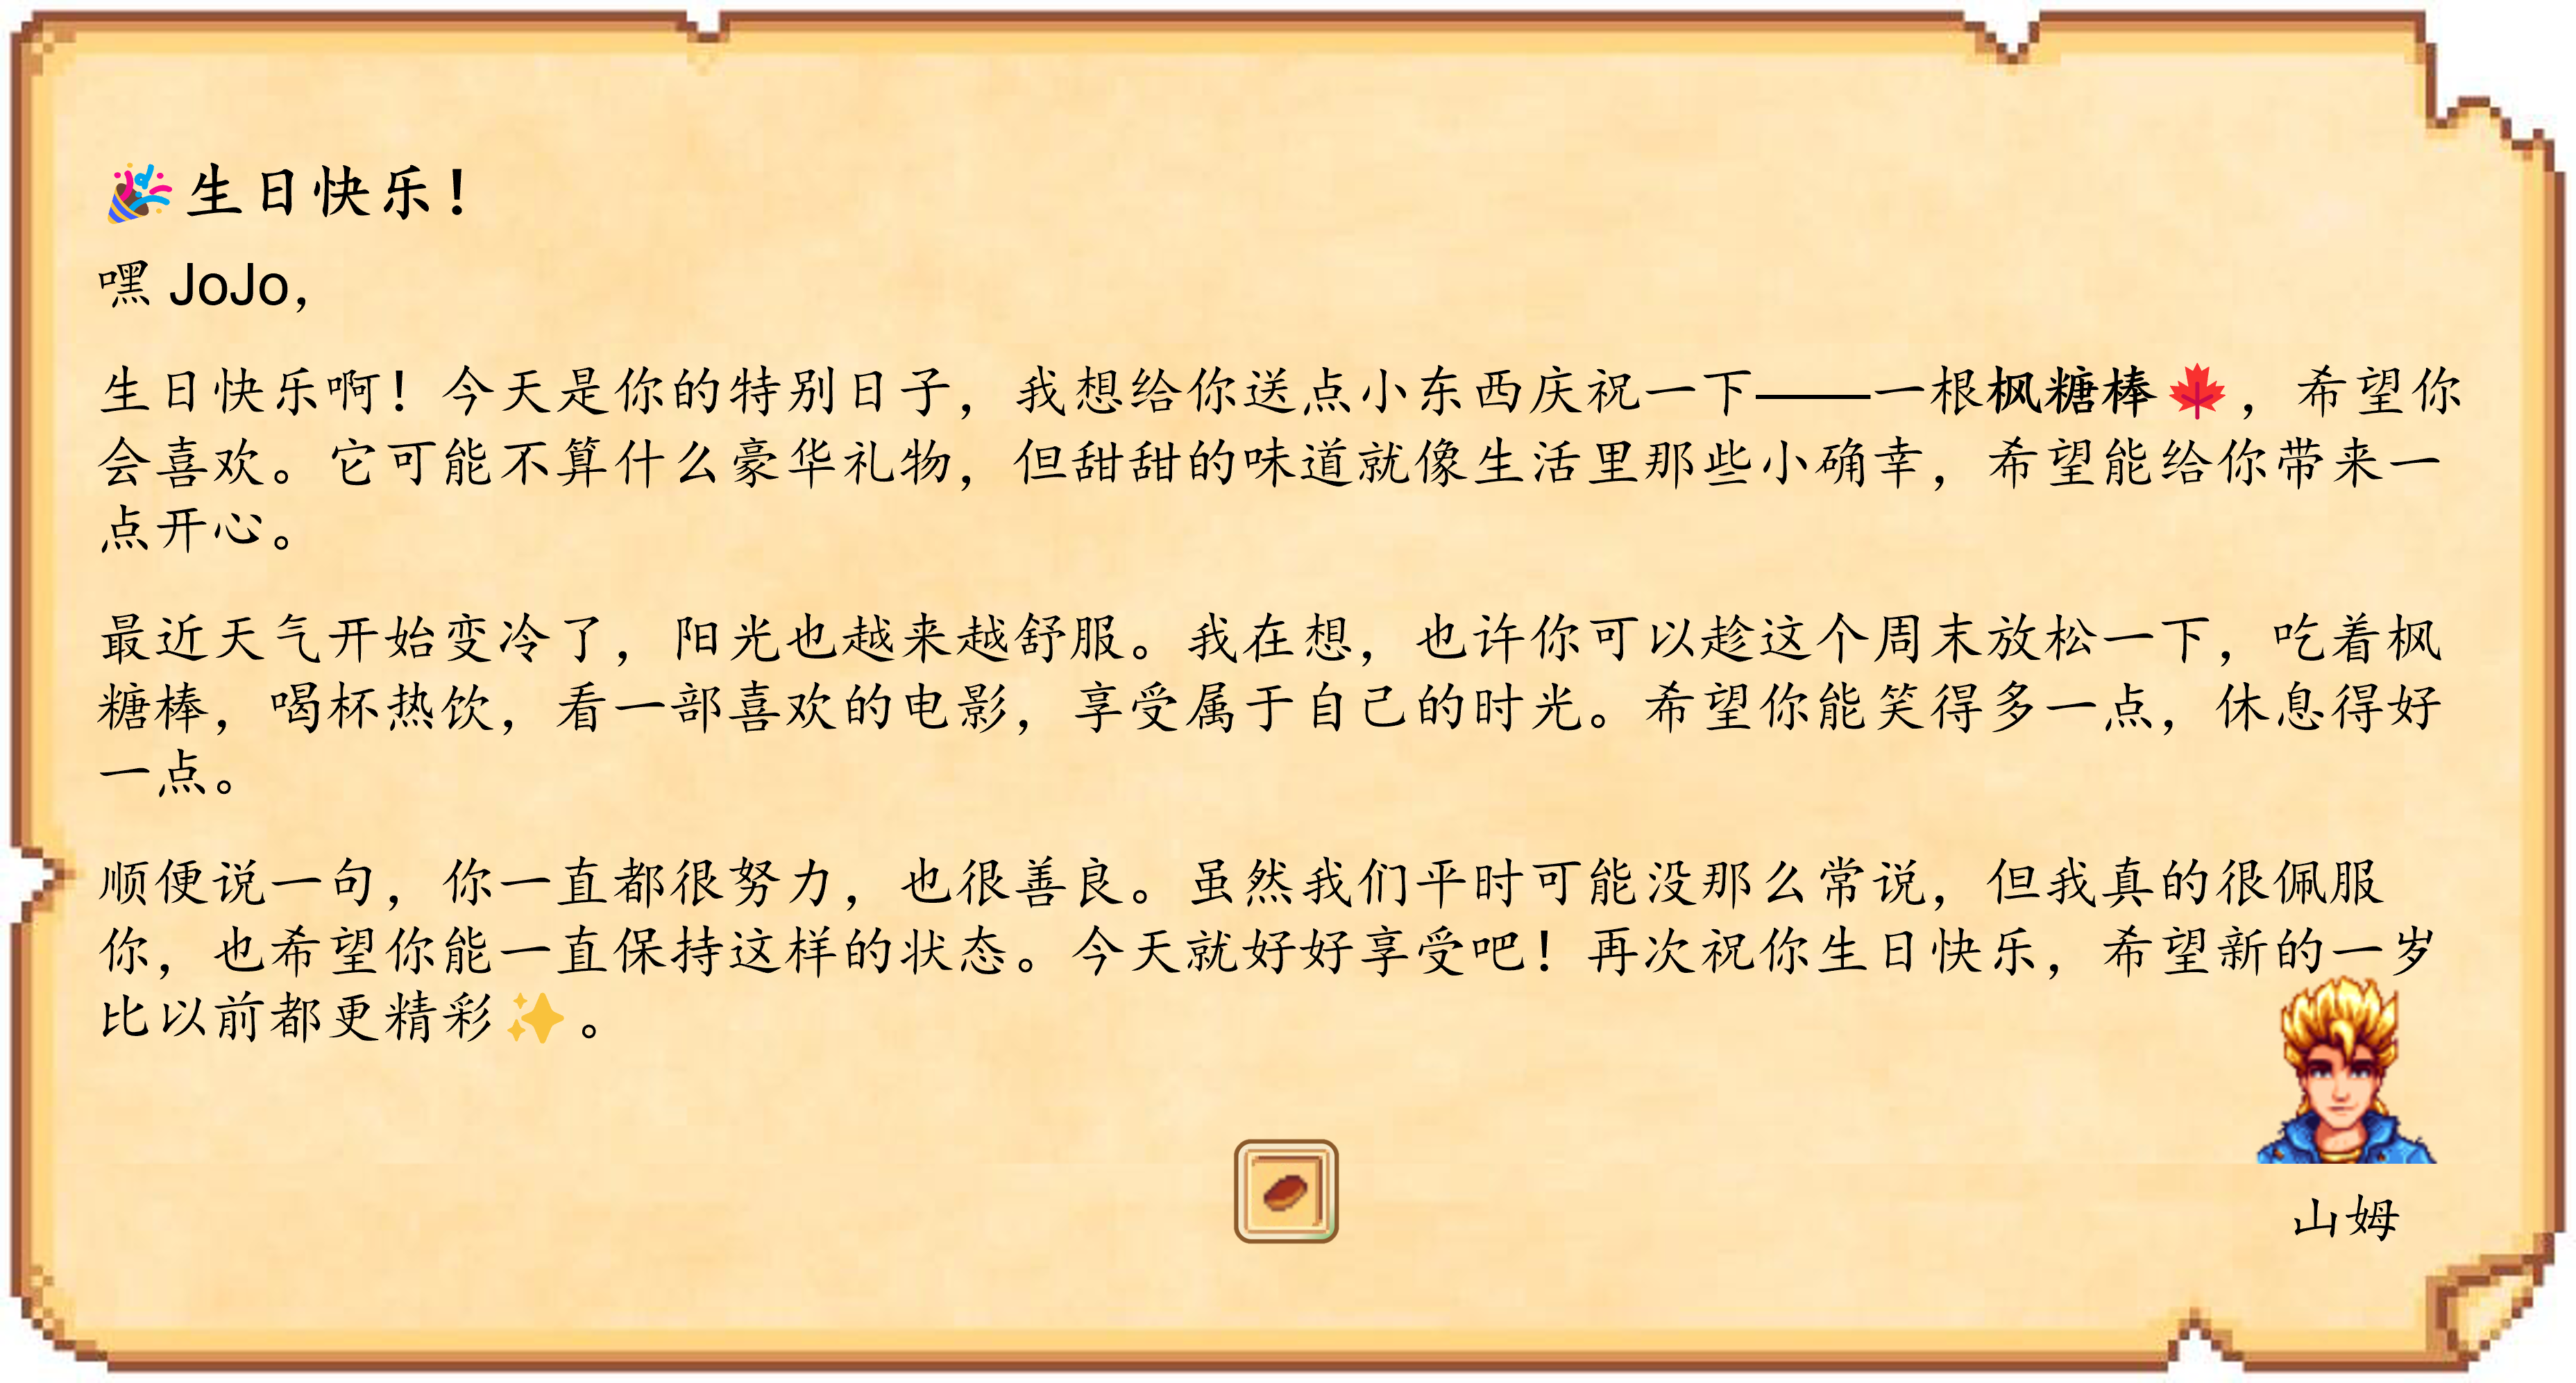 🎉生日快乐！
嘿 JoJo，
生日快乐啊！今天是你的特别日子，我想给你送点小东西庆祝一下——一根枫糖棒🍁，希望你
会喜欢。它可能不算什么豪华礼物，但甜甜的味道就像生活里那些小确幸，希望能给你带来一
点开心。
最近天气开始变冷了，阳光也越来越舒服。我在想，也许你可以趁这个周末放松一下，吃着枫
糖棒，喝杯热饮，看一部喜欢的电影，享受属于自己的时光。希望你能笑得多一点，休息得好
一点。
顺便说一句，你一直都很努力，也很善良。虽然我们平时可能没那么常说，但我真的很佩服
你，也希望你能一直保持这样的状态。今天就好好享受吧！再次祝你生日快乐，希望新的一岁
比以前都更精彩✨。
山姆